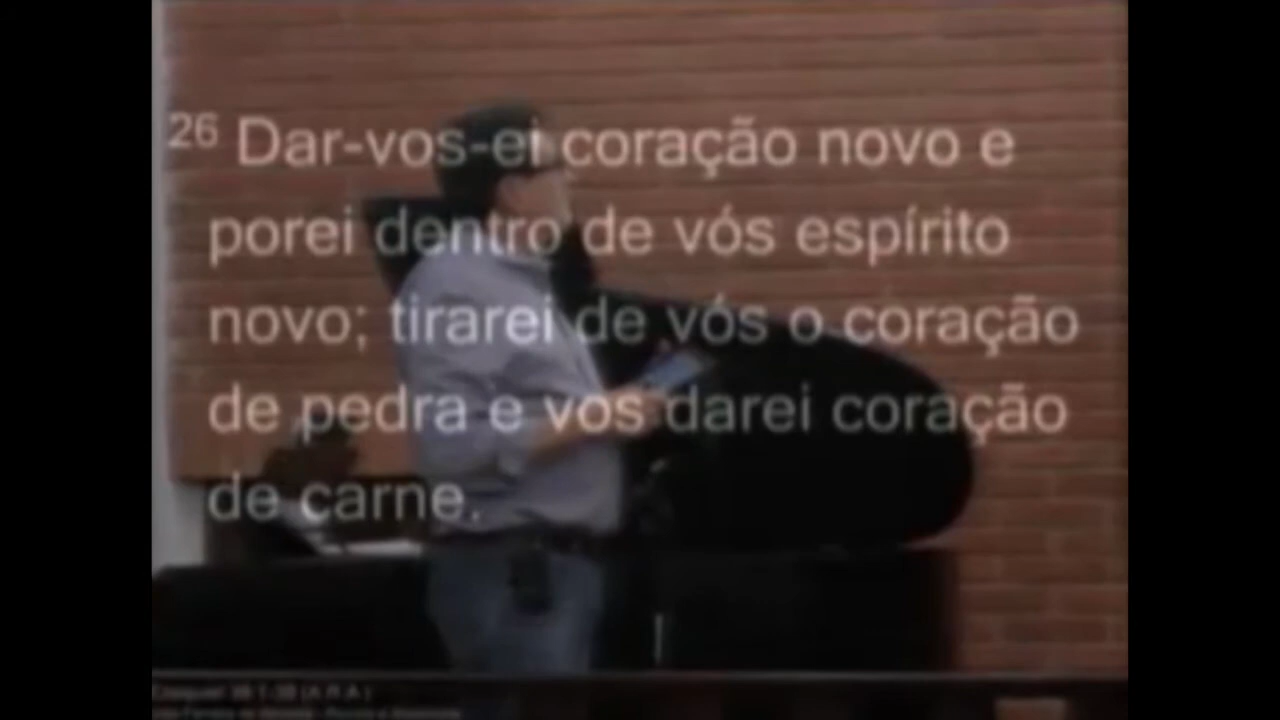 26 Dar-vos-ei coração novo e
porei dentro de vós espírito
novo; tirarei de vós o coração
de pedra e vos darei coração
de carne.